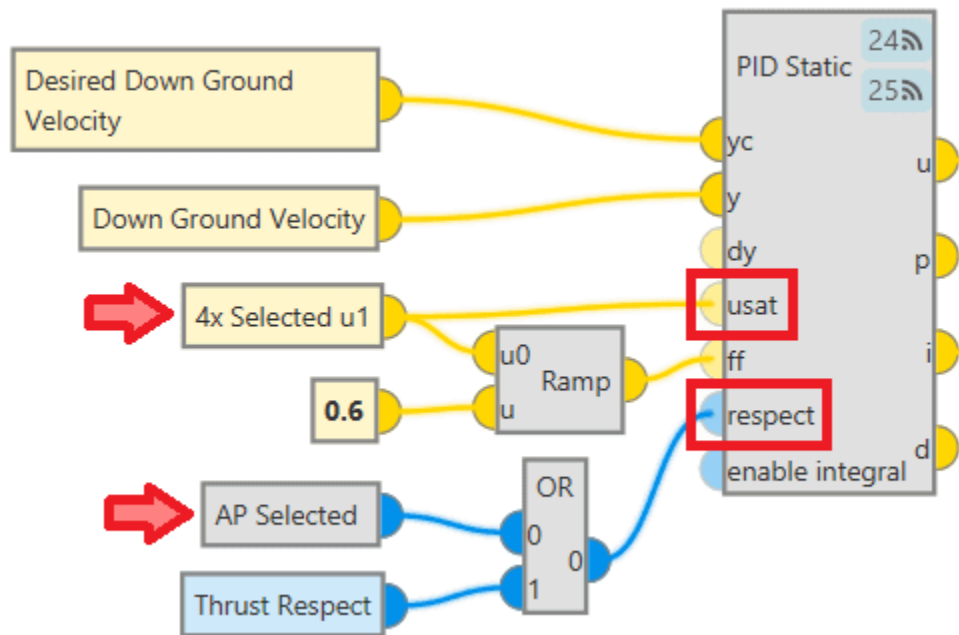 Desired Down Ground
Velocity
Down Ground Velocity
4x Selected u1
0.6
u0
u
Ramp
AP Selected
Thrust Respect
OR
0
1
0
PID Static
24
25
yc
y
dy
usat
ff
respect
enable integral
u
p
i
d